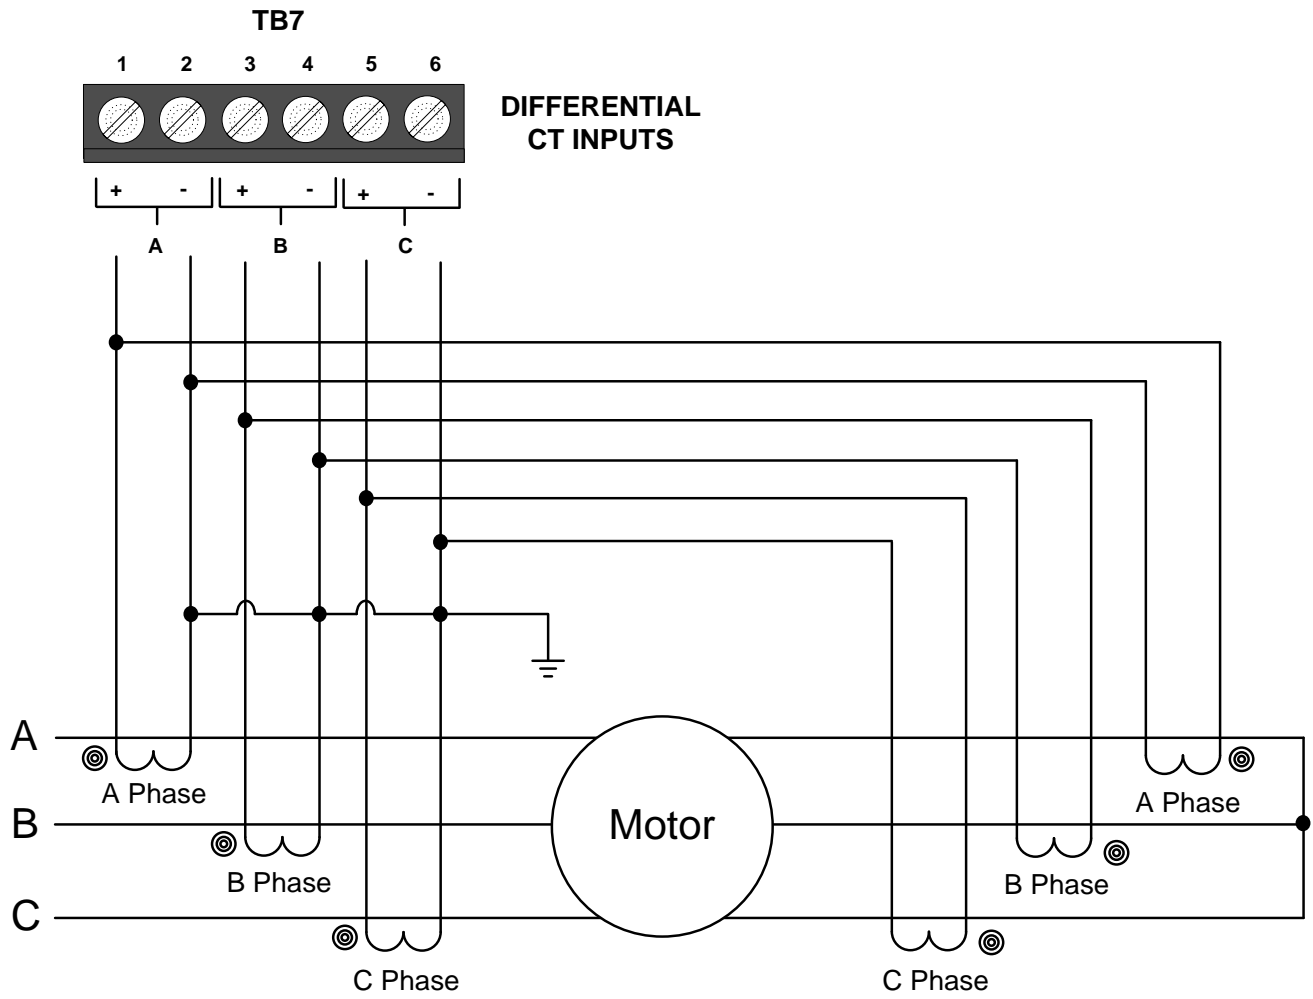 TB7
1 2 3 4 5 6
DIFFERENTIAL
CT INPUTS
+ - + - + -
A B C
A
A Phase
A Phase
B
Motor
B Phase
B Phase
C
C Phase
C Phase